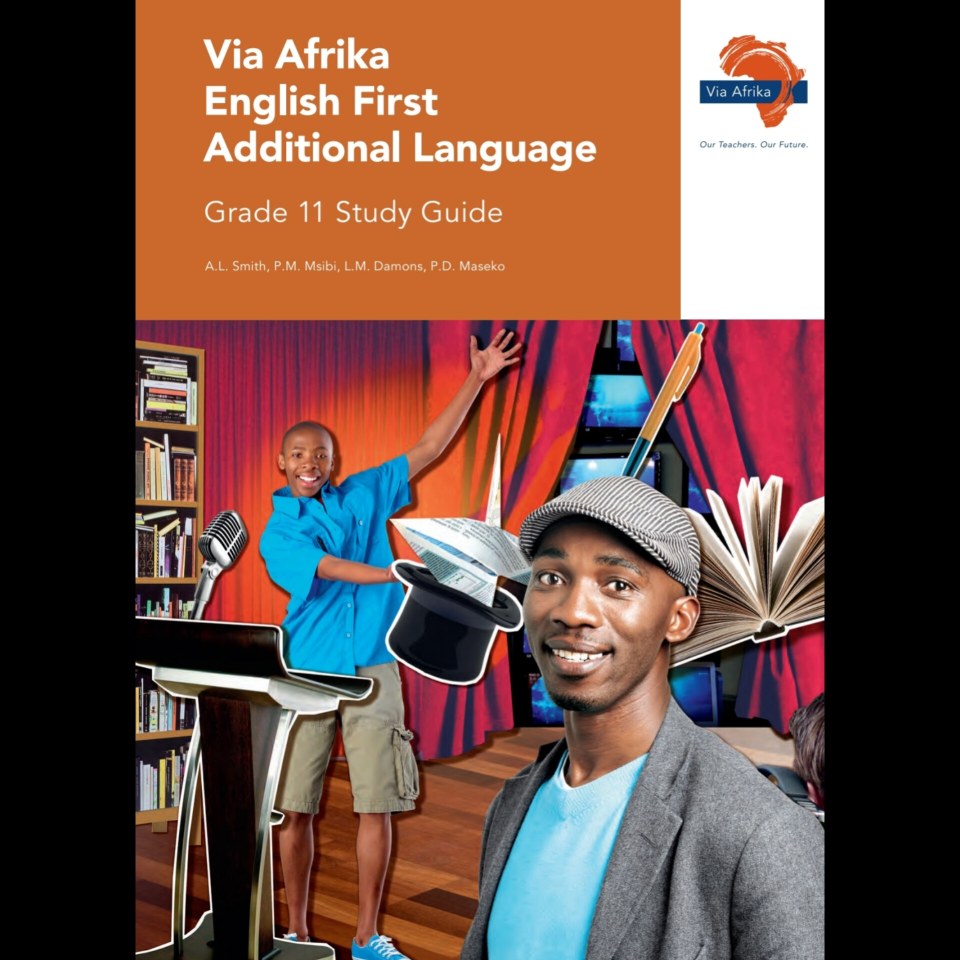 Via Afrika
English First
Additional Language
Grade 11 Study Guide
A.L. Smith, P.M. Msibi, L.M. Damons, P.D. Maseko
Via Afrika
Our Teachers. Our Future.